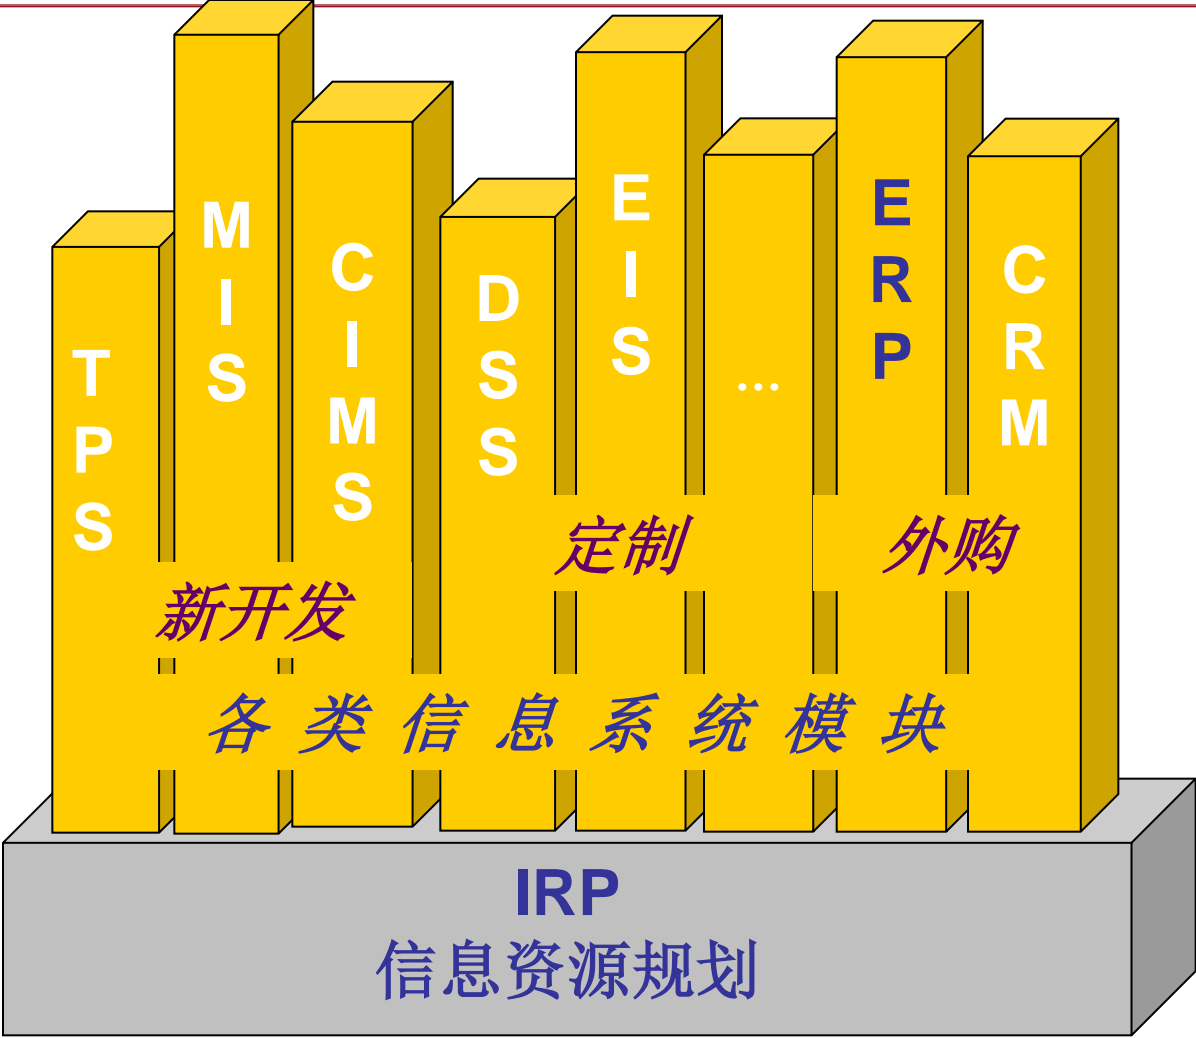 TPS
MIS
CIMS
DSS
EIS
...
ERP
CRM
新开发
定制
外购
各类信息系统模块
IRP
信息资源规划